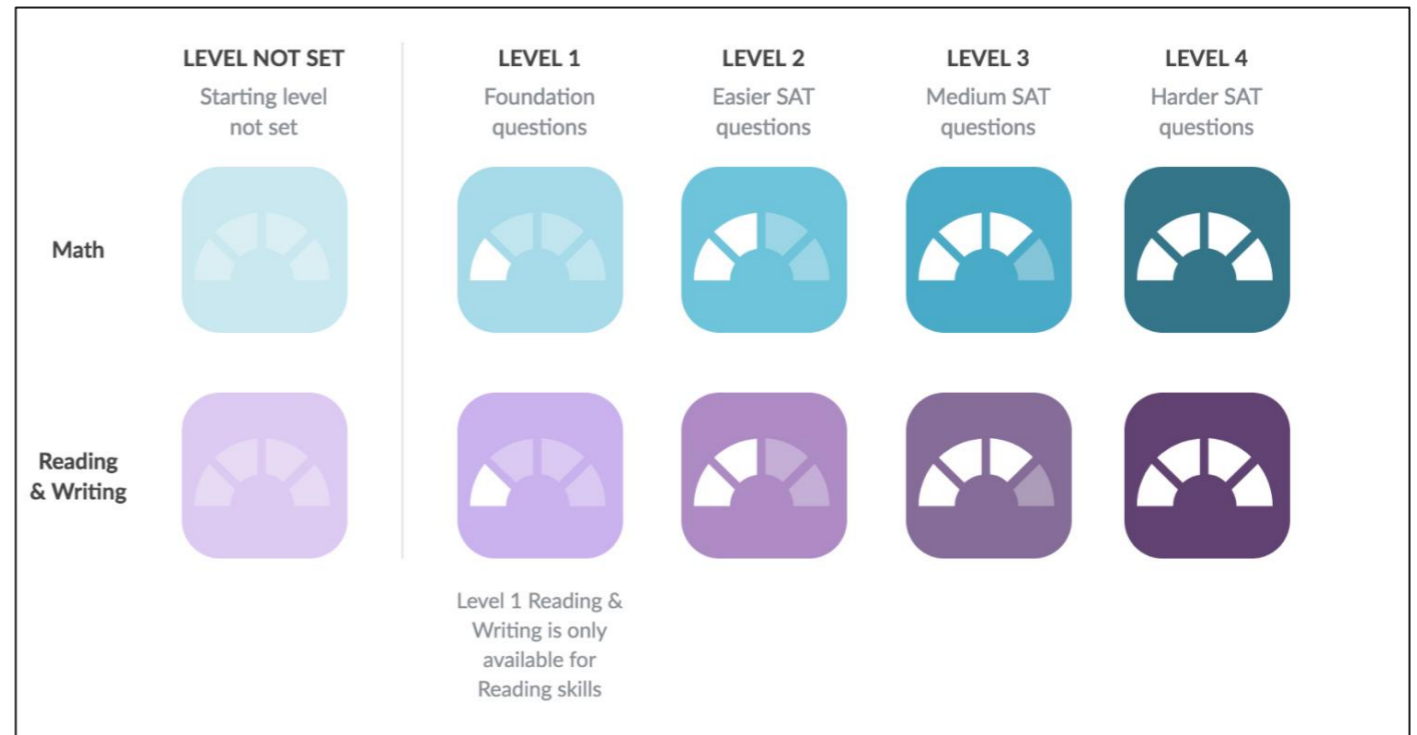 LEVEL NOT SET
Starting level
not set
LEVEL 1
Foundation
questions
LEVEL 2
Easier SAT
questions
LEVEL 3
Medium SAT
questions
LEVEL 4
Harder SAT
questions
Math
Reading
& Writing
Level 1 Reading &
Writing is only
available for
Reading skills